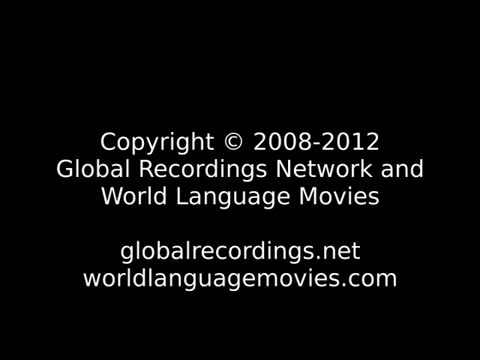 Copyright © 2008-2012
Global Recordings Network and
World Language Movies
globalrecordings.net
worldlanguagemovies.com